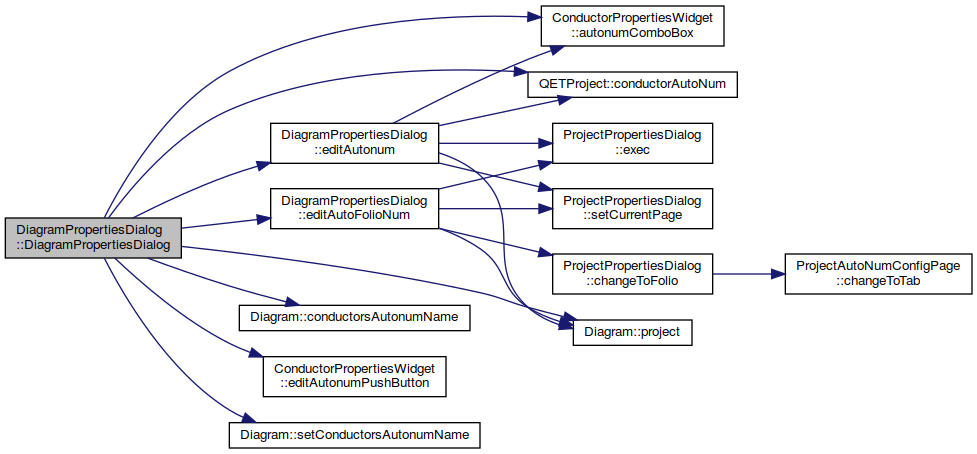 DiagramPropertiesDialog
::DiagramPropertiesDialog
ConductorPropertiesWidget
::autonumComboBox
QETProject::conductorAutoNum
DiagramPropertiesDialog
::editAutonum
ProjectPropertiesDialog
::exec
DiagramPropertiesDialog
::editAutoFolioNum
ProjectPropertiesDialog
::setCurrentPage
ProjectPropertiesDialog
::changeToFolio
ProjectAutoNumConfigPage
::changeToTab
Diagram::conductorsAutonumName
Diagram::project
ConductorPropertiesWidget
::editAutonumPushButton
Diagram::setConductorsAutonumName